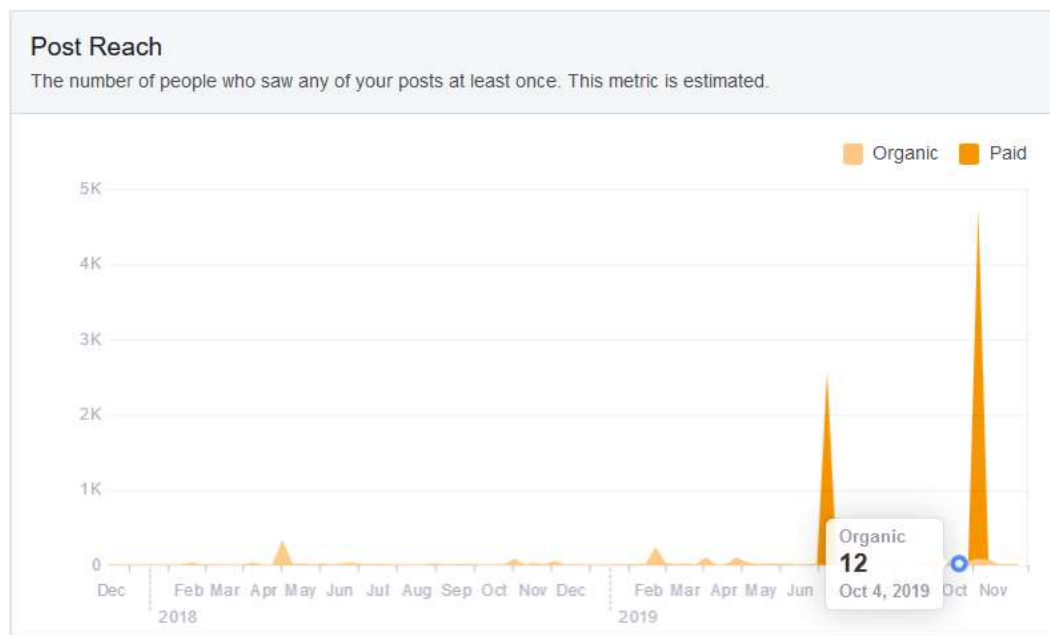 Post Reach
The number of people who saw any of your posts at least once. This metric is estimated.
Organic Paid
5K
4K
3K
2K
1K
0
Organic
12
Oct 4, 2019
Dec Feb Mar Apr May Jun Jul Aug Sep Oct Nov Dec Feb Mar Apr May Jun Oct Nov
2018 2019